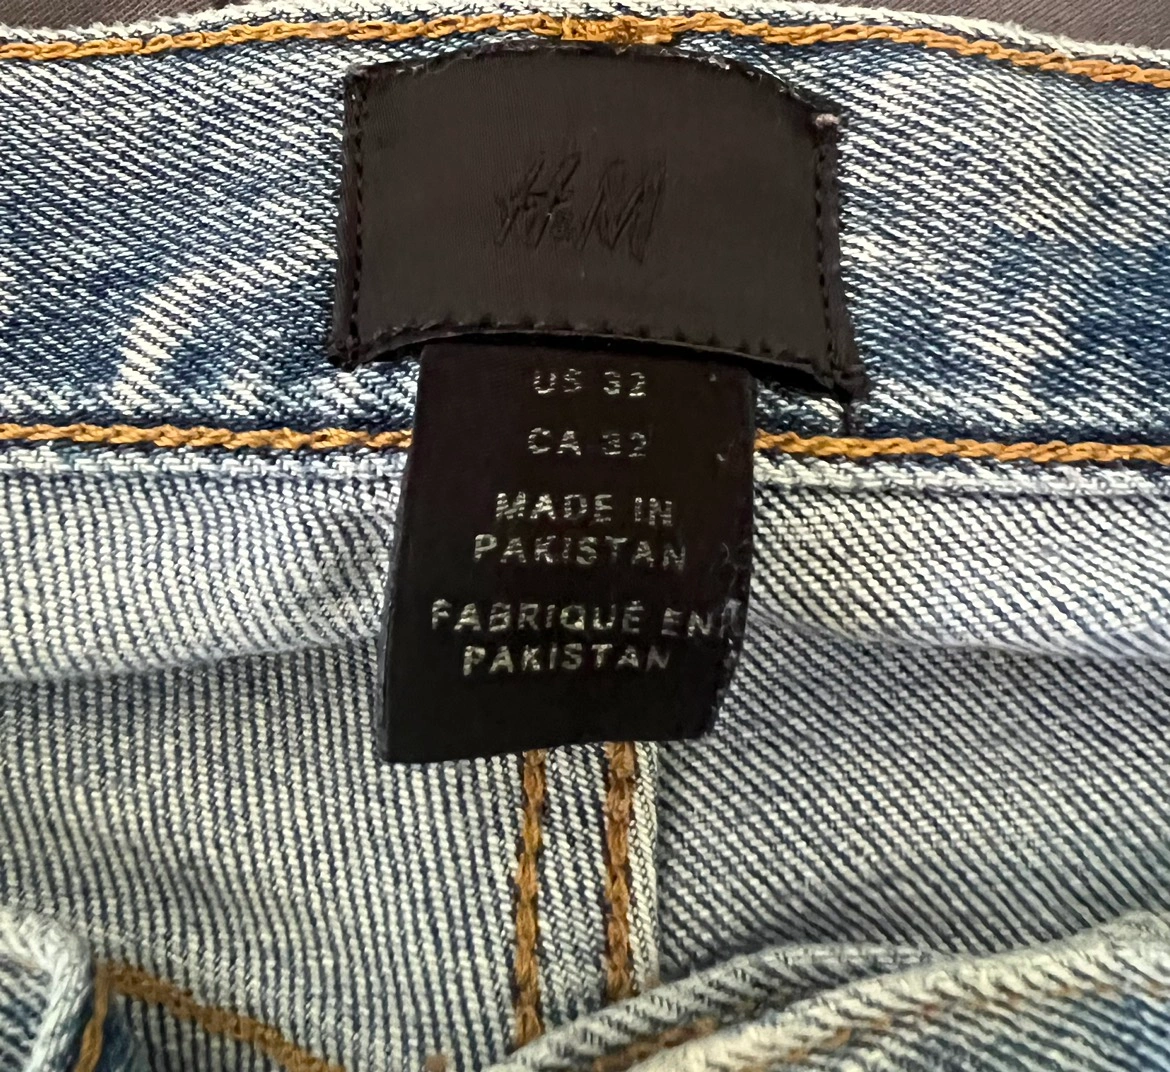 H&M
US 32
CA 32
MADE IN
PAKISTAN
FABRIQUÉ EN
PAKISTAN